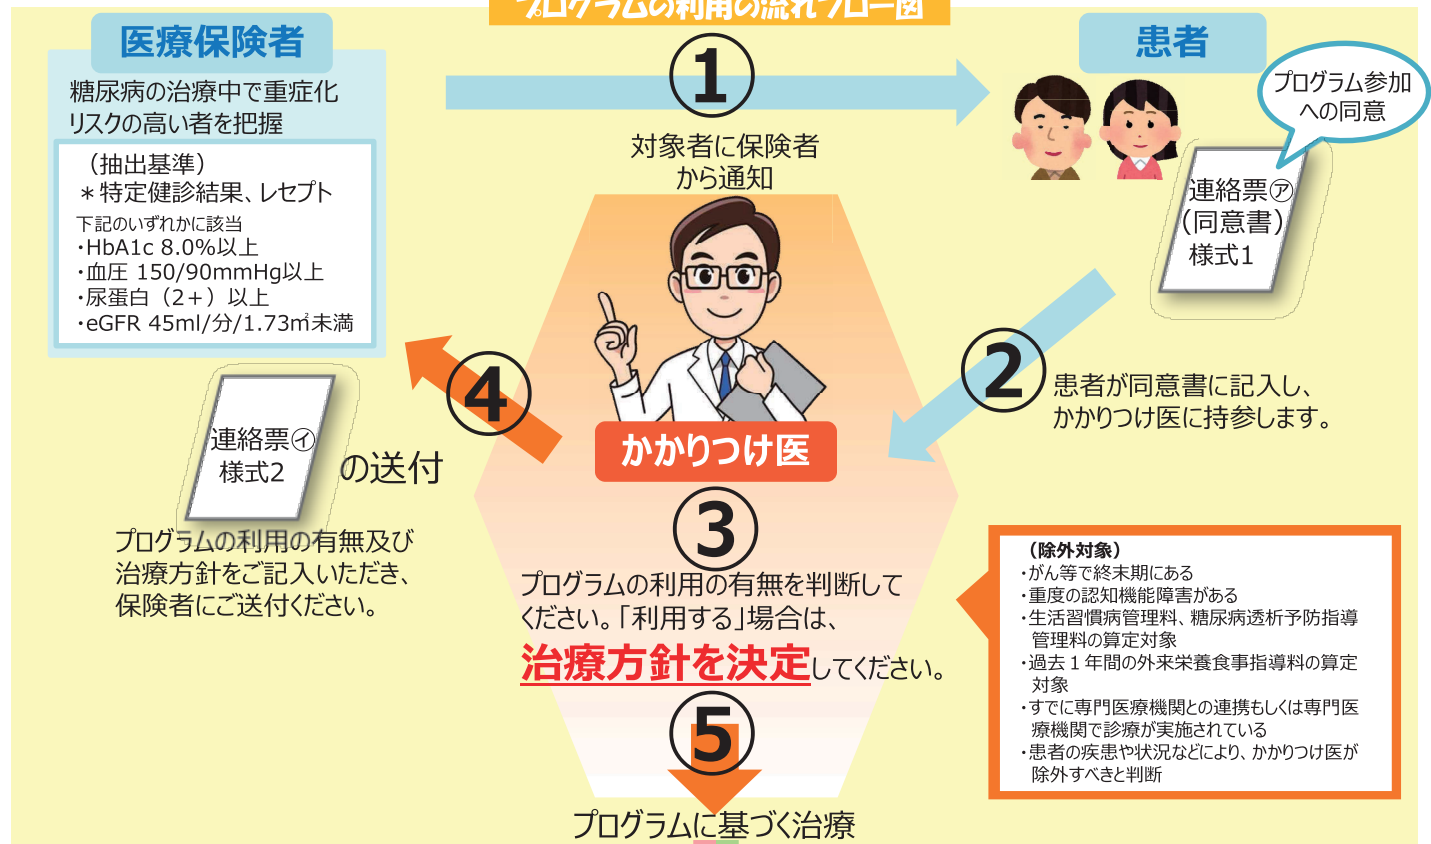 プログラムの利用の流れフロー図
医療保険者
糖尿病の治療中で重症化
リスクの高い者を把握
（抽出基準）
＊特定健診結果、レセプト
下記のいずれかに該当
・HbA1c 8.0%以上
・血圧 150/90mmHg以上
・尿蛋白（2＋）以上
・eGFR 45ml/分/1.73㎡未満
①
対象者に保険者
から通知
患者
プログラム参加
への同意
連絡票㋐
（同意書）
様式1
②
患者が同意書に記入し、
かかりつけ医に持参します。
かかりつけ医
③
プログラムの利用の有無を判断して
ください。「利用する」場合は、
治療方針を決定してください。
④
連絡票㋑
様式2
の送付
プログラムの利用の有無及び
治療方針をご記入いただき、
保険者にご送付ください。
（除外対象）
・がん等で終末期にある
・重度の認知機能障害がある
・生活習慣病管理料、糖尿病透析予防指導
管理料の算定対象
・過去１年間の外来栄養食事指導料の算定
対象
・すでに専門医療機関との連携もしくは専門医
療機関で診療が実施されている
・患者の疾患や状況などにより、かかりつけ医が
除外すべきと判断
⑤
プログラムに基づく治療